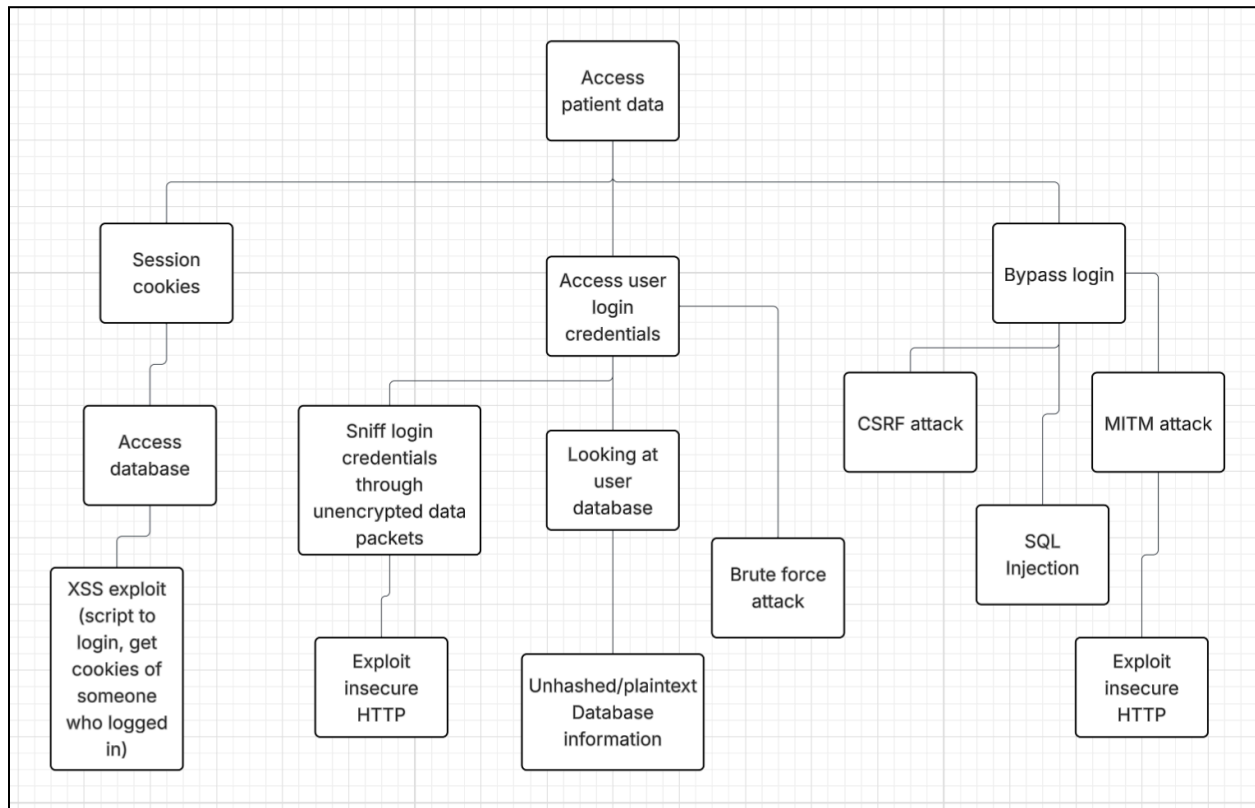 Access
patient data
Session
cookies
Access user
login
credentials
Bypass login
Access
database
Sniff login
credentials
through
unencrypted data
packets
Looking at
user
database
CSRF attack
MITM attack
XSS exploit
(script to
login, get
cookies of
someone
who logged
in)
Exploit
insecure
HTTP
Unhashed/plaintext
Database
information
Brute force
attack
SQL
Injection
Exploit
insecure
HTTP